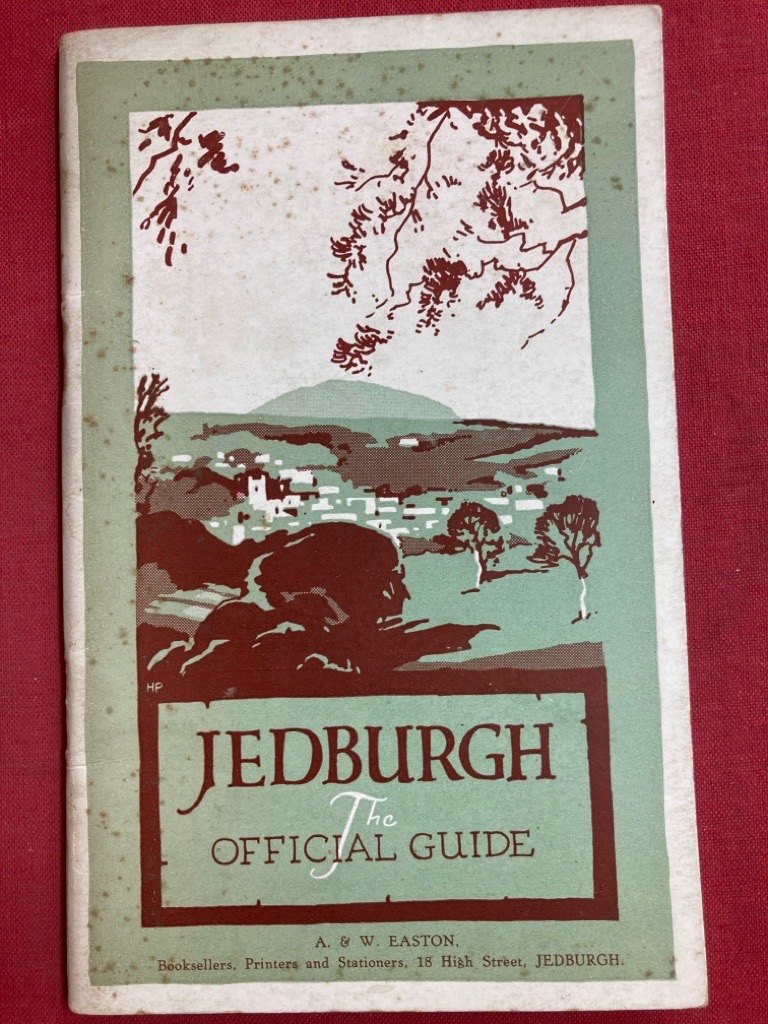 HP
JEDBURGH
The
OFFICIAL GUIDE
A. & W. EASTON,
Booksellers, Printers and Stationers, 18 High Street, JEDBURGH.